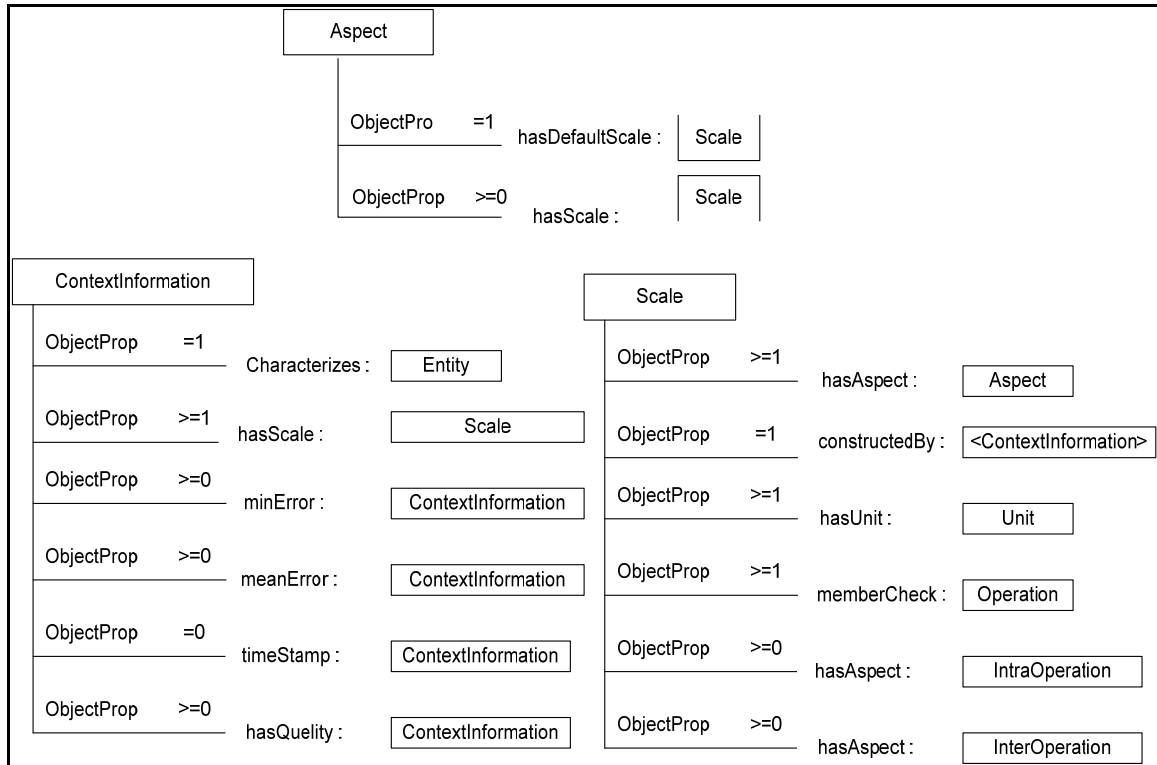 Aspect
ObjectPro =1 hasDefaultScale : Scale
ObjectProp >=0 hasScale : Scale
ContextInformation
ObjectProp =1 Characterizes : Entity
ObjectProp >=1 hasScale : Scale
ObjectProp >=0 minError : ContextInformation
ObjectProp >=0 meanError : ContextInformation
ObjectProp =0 timeStamp : ContextInformation
ObjectProp >=0 hasQuelity : ContextInformation
Scale
ObjectProp >=1 hasAspect : Aspect
ObjectProp =1 constructedBy : <ContextInformation>
ObjectProp >=1 hasUnit : Unit
ObjectProp >=1 memberCheck : Operation
ObjectProp >=0 hasAspect : IntraOperation
ObjectProp >=0 hasAspect : InterOperation